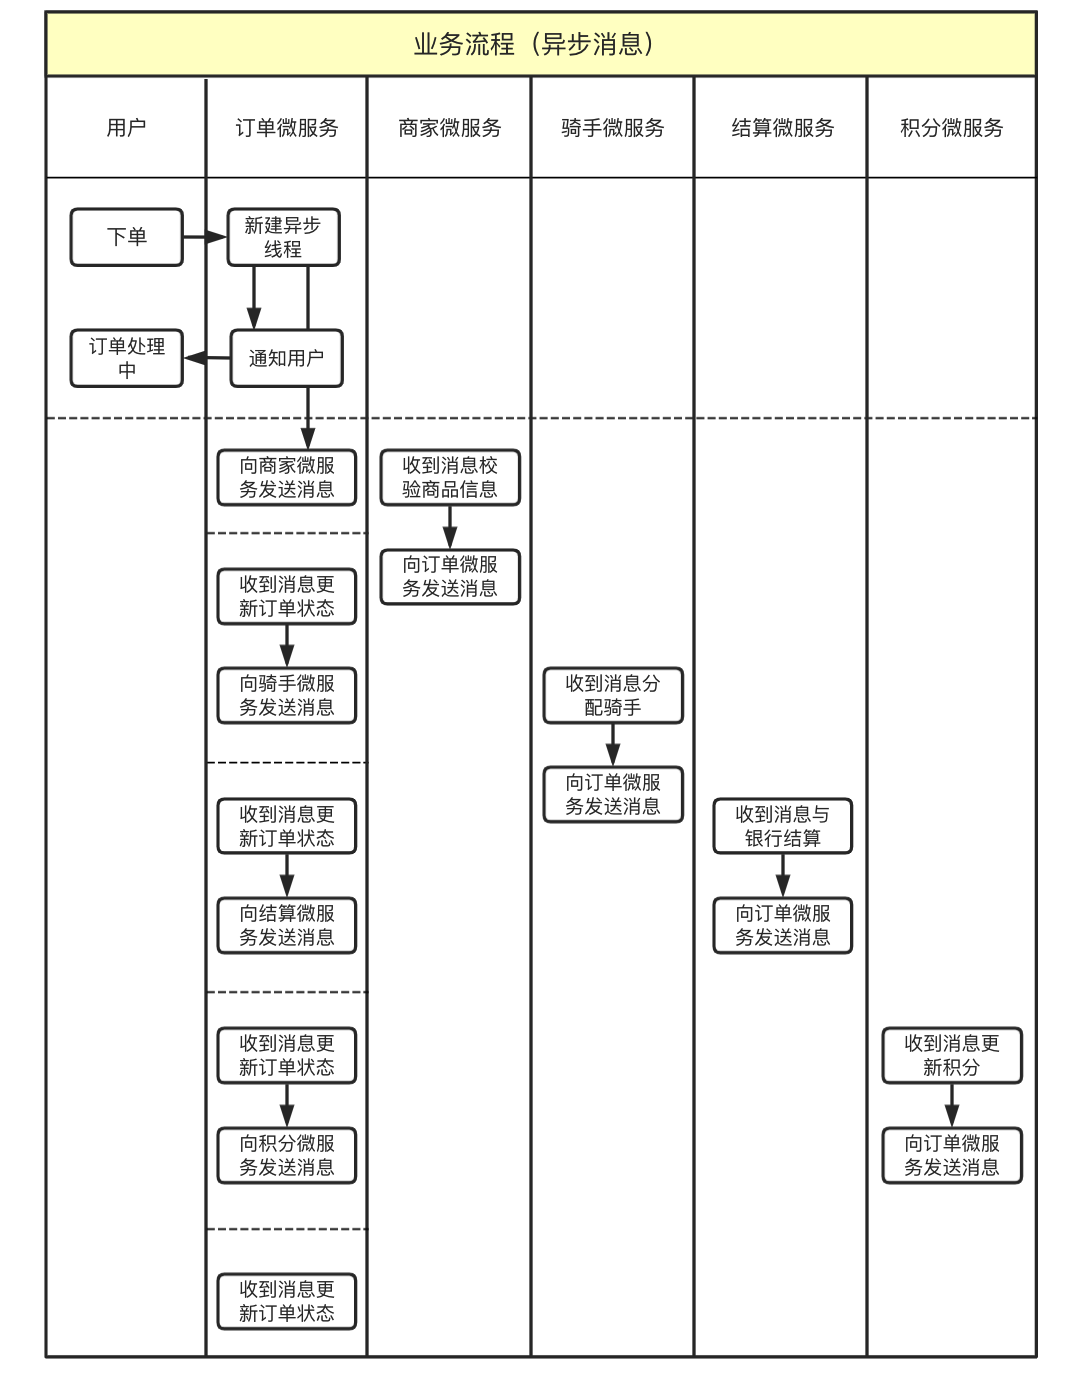 业务流程（异步消息）
用户
订单微服务
商家微服务
骑手微服务
结算微服务
积分微服务
下单
新建异步
线程
订单处理
中
通知用户
向商家微服
务发送消息
收到消息校
验商品信息
向订单微服
务发送消息
收到消息更
新订单状态
向骑手微服
务发送消息
收到消息分
配骑手
向订单微服
务发送消息
收到消息更
新订单状态
收到消息与
银行结算
向结算微服
务发送消息
向订单微服
务发送消息
收到消息更
新订单状态
收到消息更
新积分
向积分微服
务发送消息
向订单微服
务发送消息
收到消息更
新订单状态